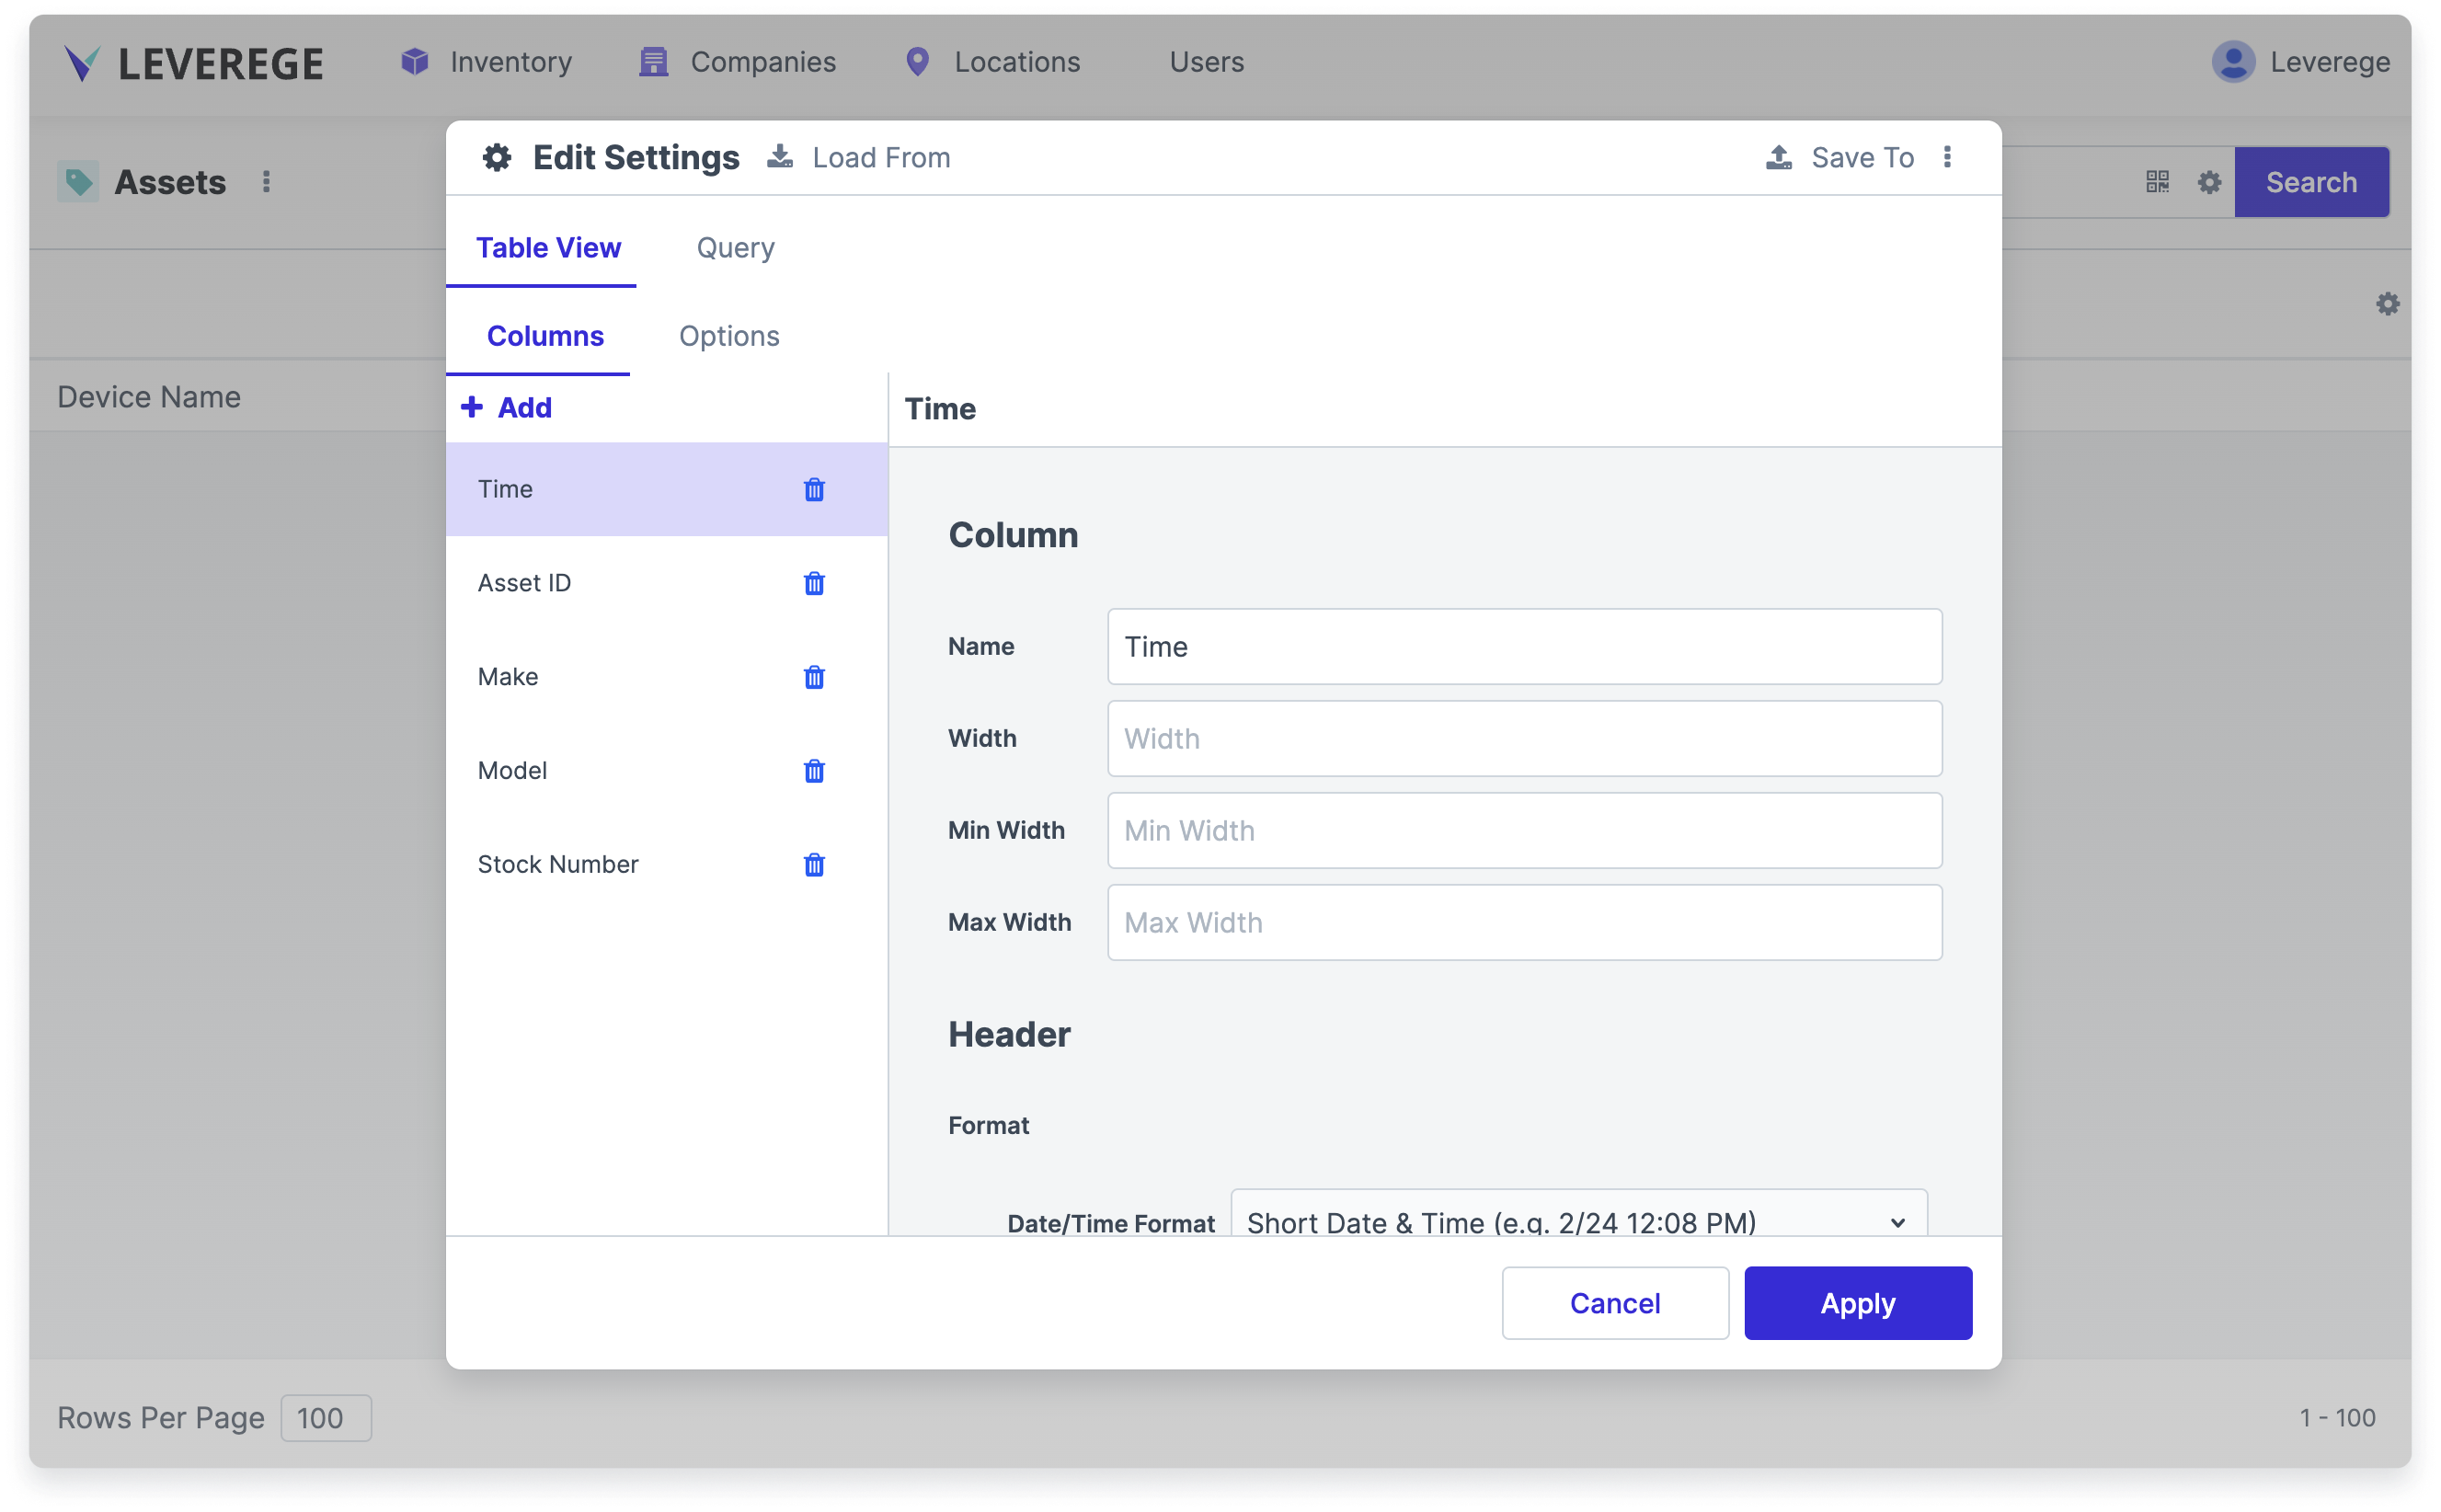 LEVEREGE
Inventory
Companies
Locations
Users
Leverege
Assets
Search
Device Name
Edit Settings
Load From
Save To
Table View
Query
Columns
Options
Add
Time
Asset ID
Make
Model
Stock Number
Time
Column
Name
Time
Width
Width
Min Width
Min Width
Max Width
Max Width
Header
Format
Date/Time Format
Short Date & Time (e.g. 2/24 12:08 PM)
Cancel
Apply
Rows Per Page
100
1 - 100